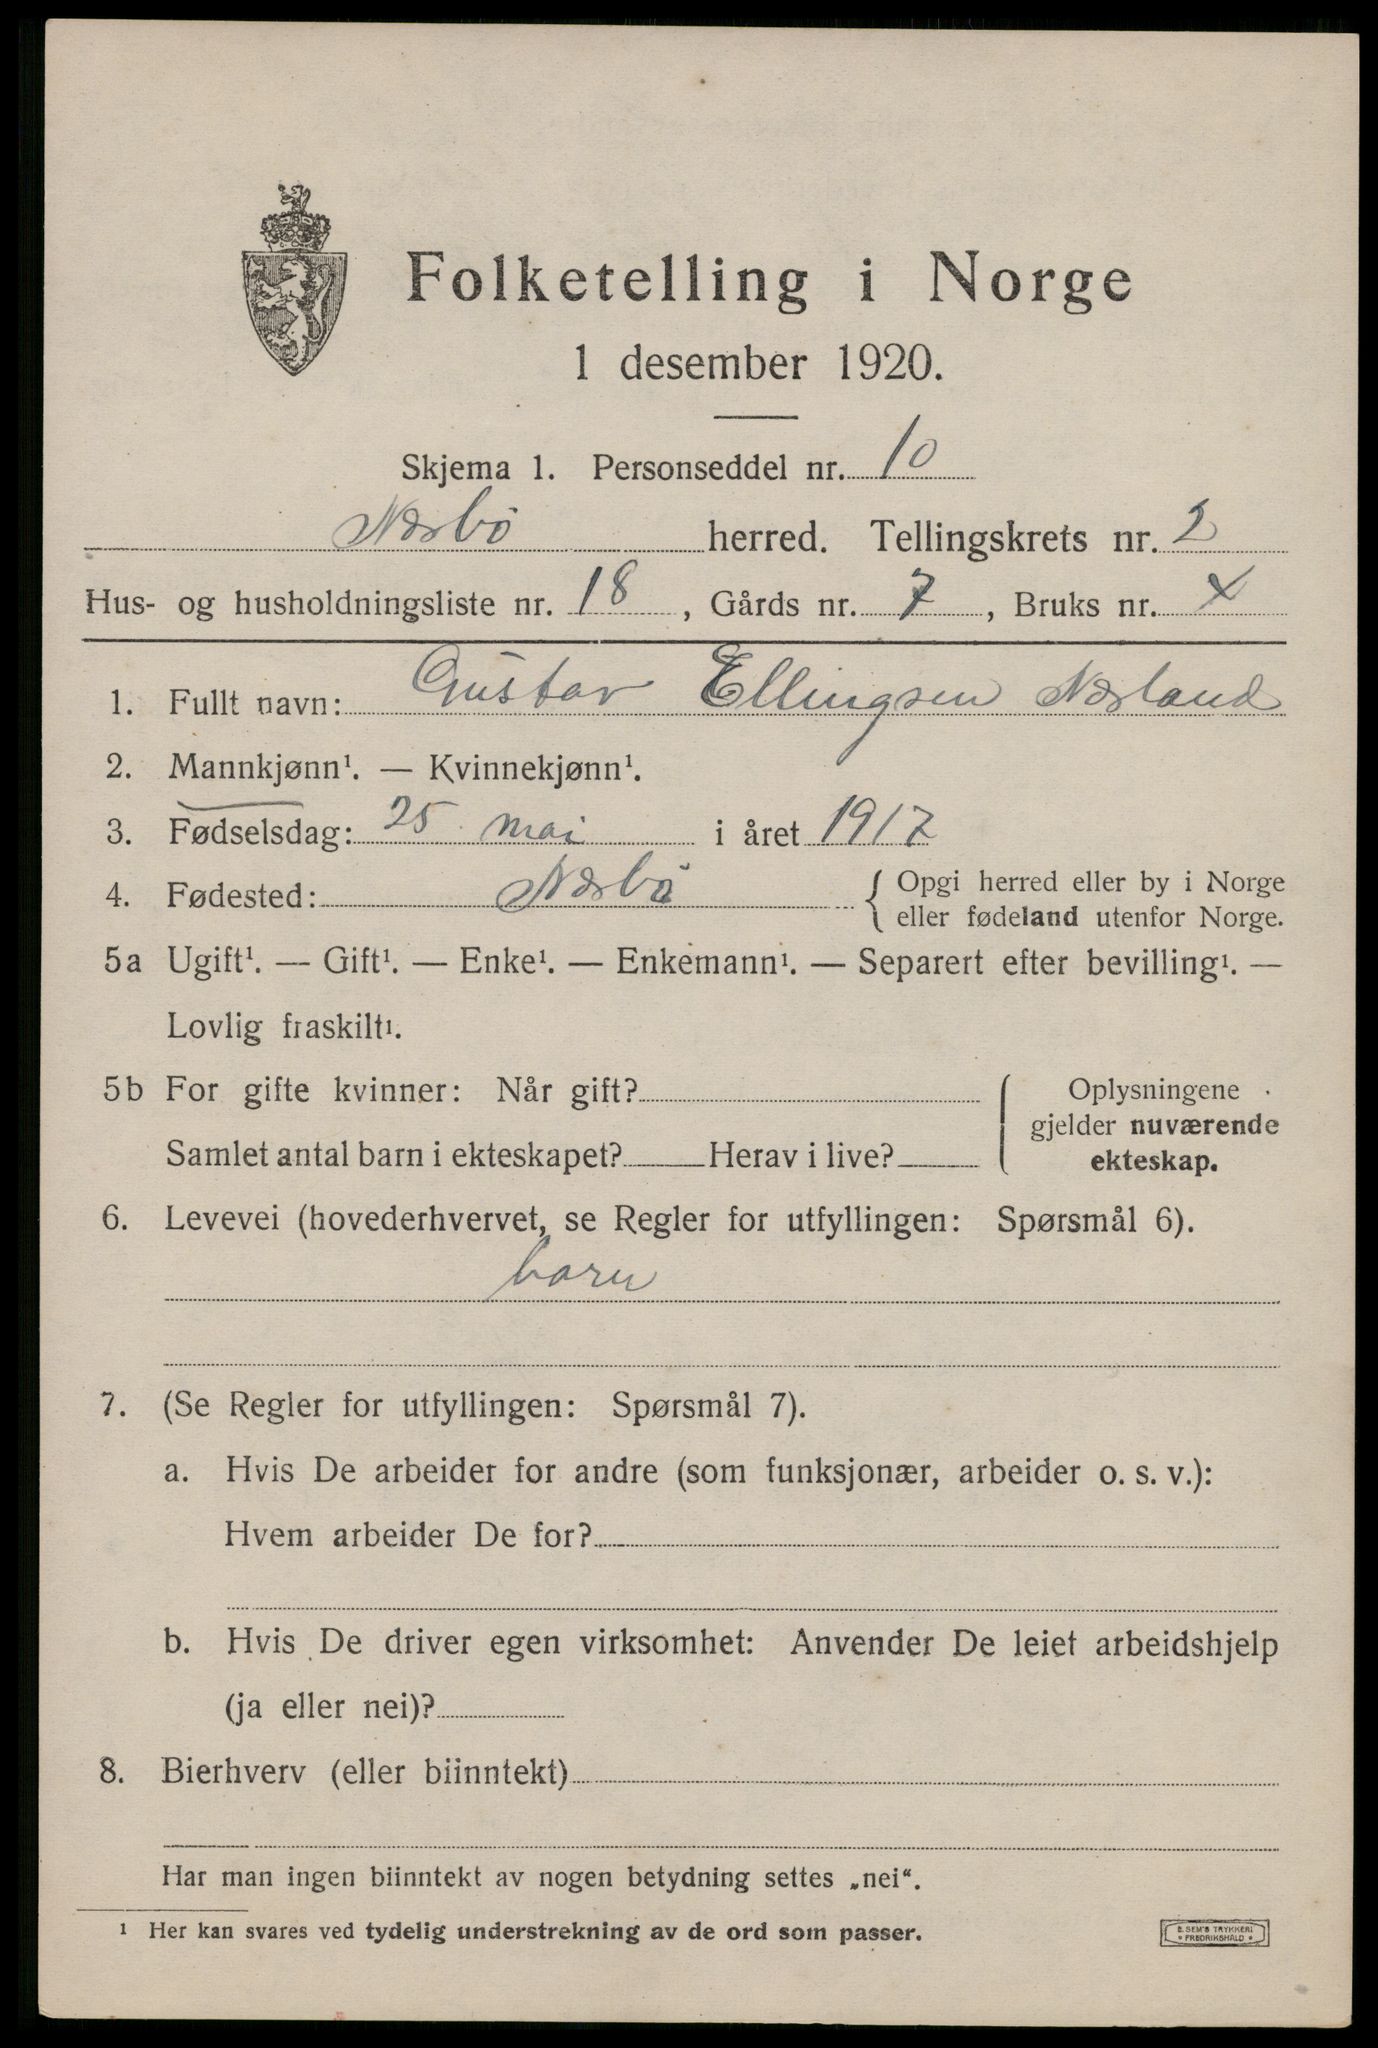 Folketelling i Norge
1 desember 1920.
Skjema 1. Personseddel nr. 10
Nærbö herred. Tellingskrets nr. 2
Hus- og husholdningsliste nr. 18, Gårds nr. 7, Bruks nr. X
1. Fullt navn: Gustav Ellingsen Nærland
2. Mannkjønn¹. — Kvinnekjønn¹.
3. Fødselsdag: 25 mai i året 1917
4. Fødested: Nærbö { Opgi herred eller by i Norge
eller fødeland utenfor Norge.
5a Ugift¹. — Gift¹. — Enke¹. — Enkemann¹. — Separert efter bevilling¹. —
Lovlig fraskilt¹.
5b For gifte kvinner: Når gift?
Samlet antal barn i ekteskapet? Herav i live?
Oplysningene
gjelder nuværende
ekteskap.
6. Levevei (hovederhvervet, se Regler for utfyllingen: Spørsmål 6).
barn
7. (Se Regler for utfyllingen: Spørsmål 7).
a. Hvis De arbeider for andre (som funksjonær, arbeider o. s. v.):
Hvem arbeider De for?
b. Hvis De driver egen virksomhet: Anvender De leiet arbeidshjelp
(ja eller nei)?
8. Bierhverv (eller biinntekt)
Har man ingen biinntekt av nogen betydning settes „nei“.
¹ Her kan svares ved tydelig understrekning av de ord som passer.
E. SEM'S TRYKKERI
* FREDRIKSHALD *